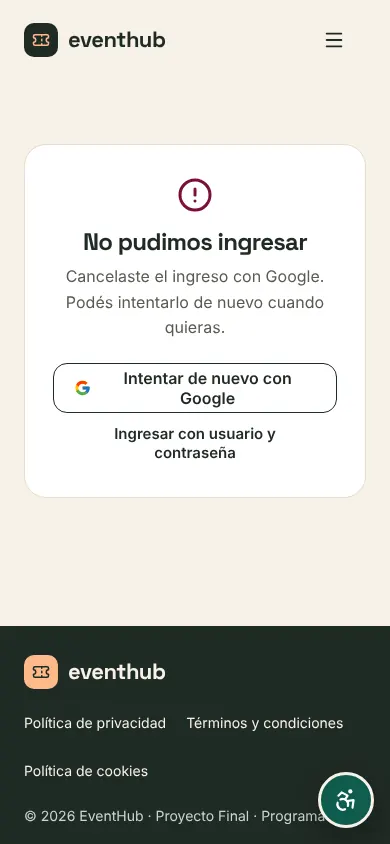 eventhub
No pudimos ingresar
Cancelaste el ingreso con Google.
Podés intentarlo de nuevo cuando
quieras.
Intentar de nuevo con
Google
Ingresar con usuario y
contraseña
eventhub
Política de privacidad Términos y condiciones
Política de cookies
© 2026 EventHub · Proyecto Final · Programa